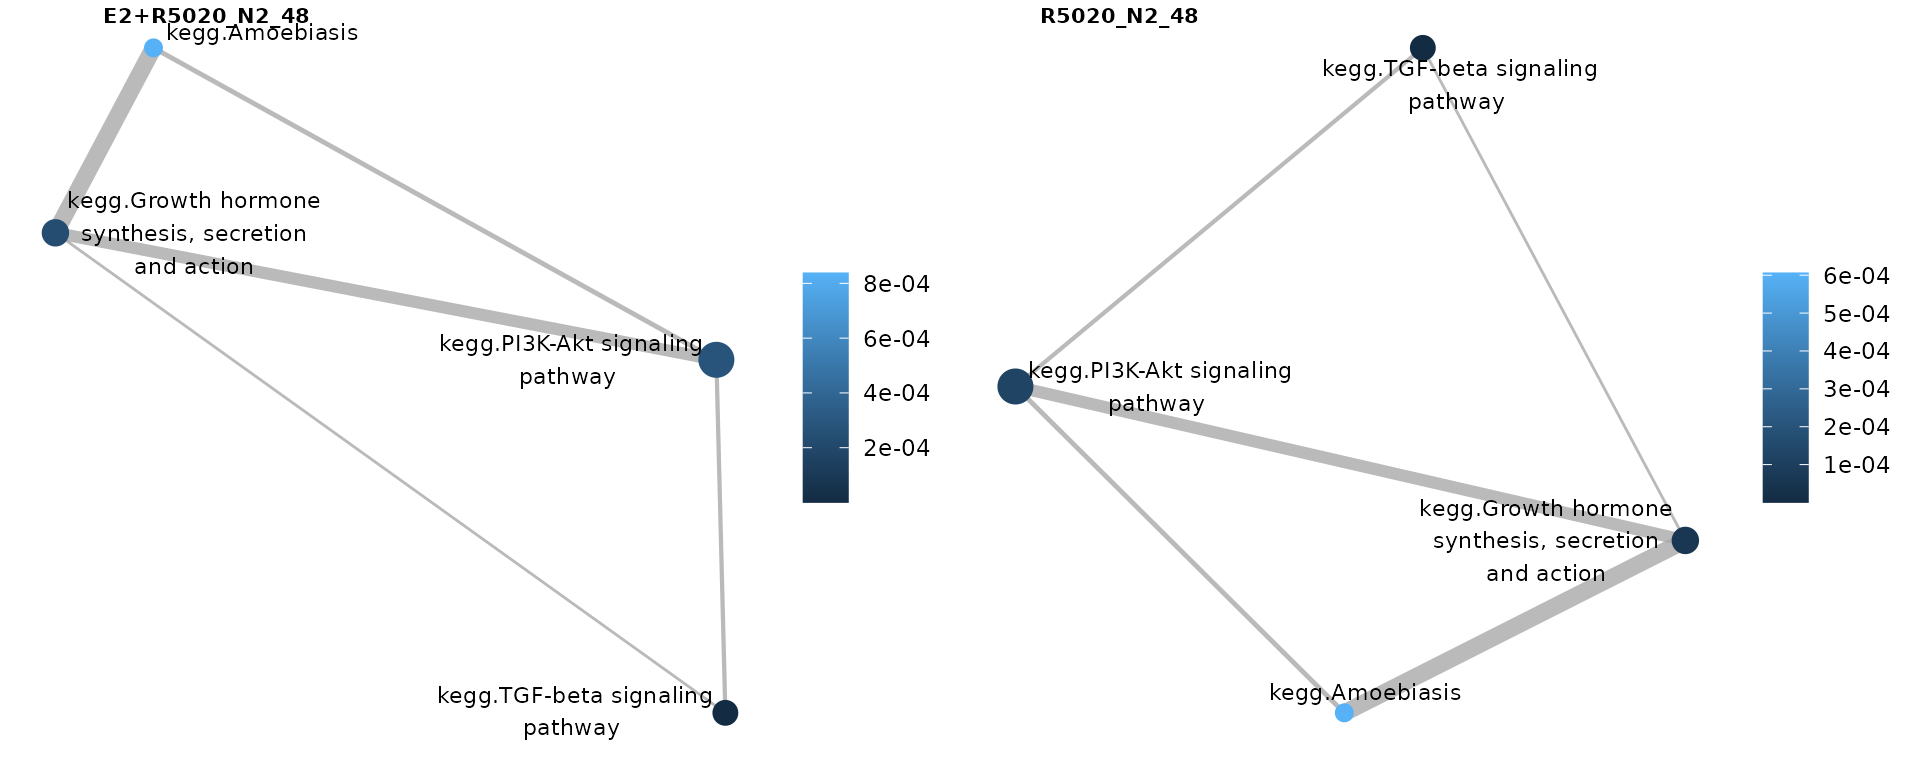 E2+R5020_N2_48
kegg.Amoebiasis
kegg.Growth hormone
synthesis, secretion
and action
kegg.PI3K-Akt signaling
pathway
kegg.TGF-beta signaling
pathway
8e-04
6e-04
4e-04
2e-04
R5020_N2_48
kegg.TGF-beta signaling
pathway
kegg.PI3K-Akt signaling
pathway
kegg.Growth hormone
synthesis, secretion
and action
kegg.Amoebiasis
6e-04
5e-04
4e-04
3e-04
2e-04
1e-04